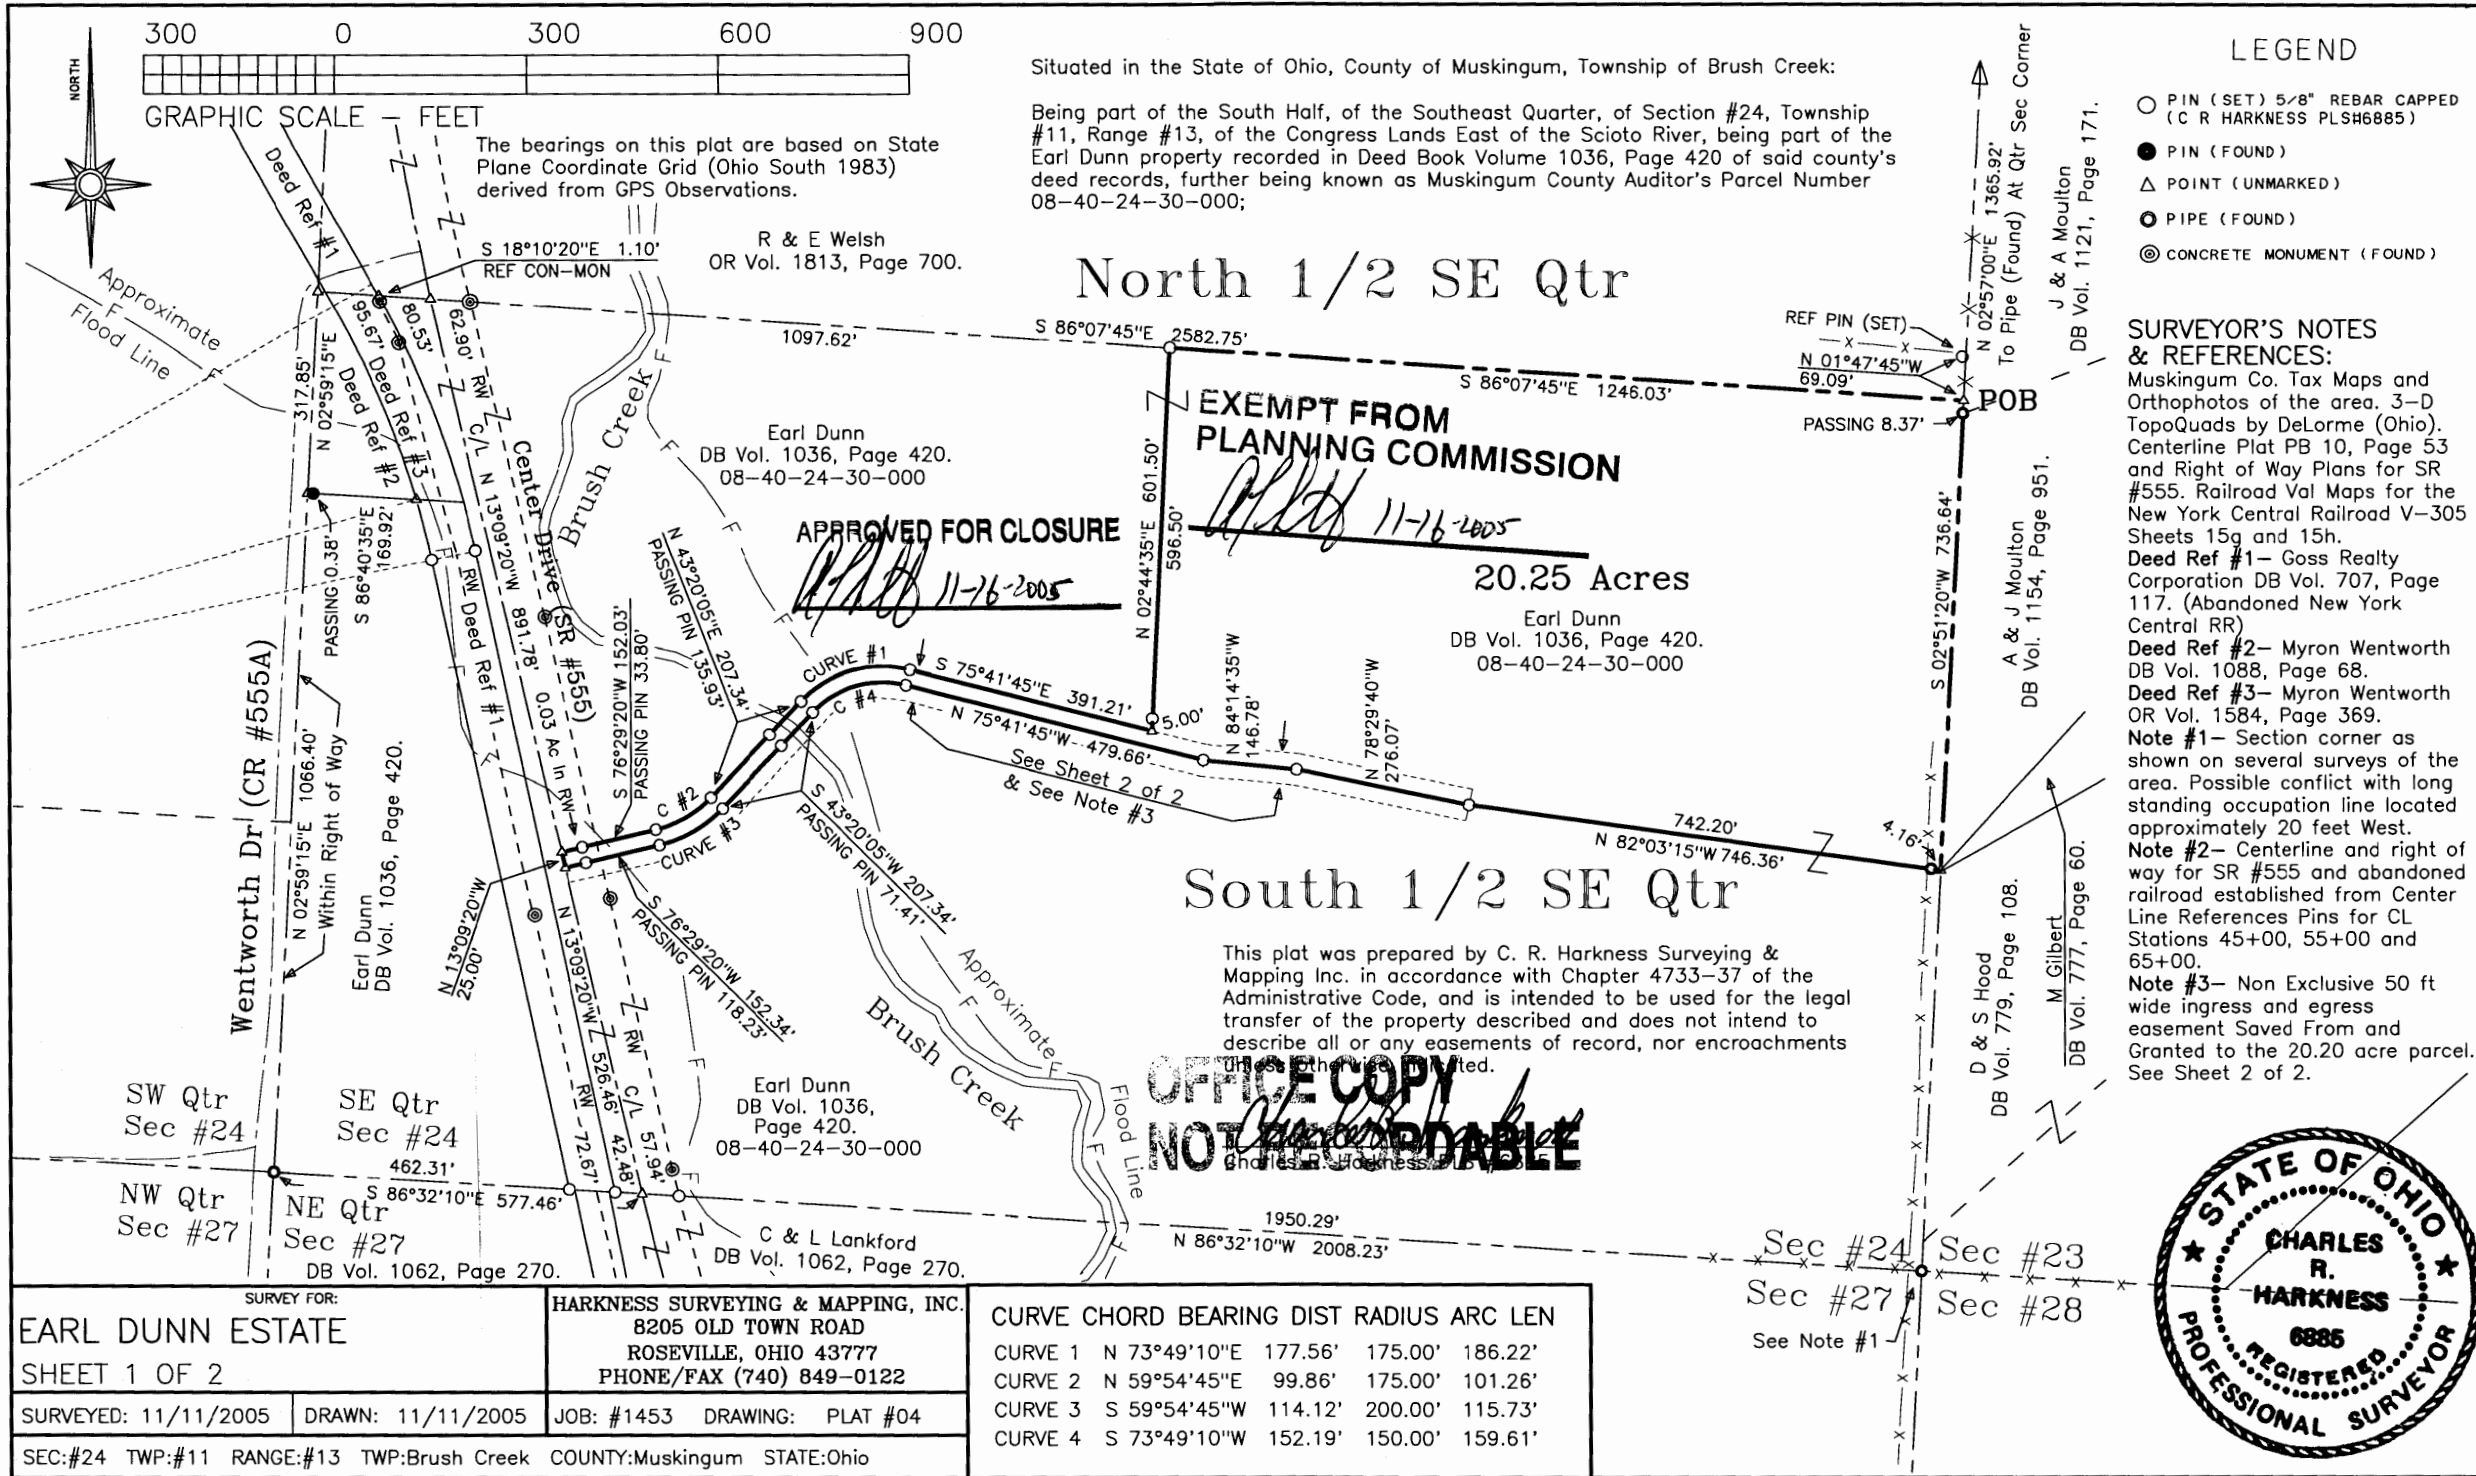 300 0 300 600 900
GRAPHIC SCALE – FEET
NORTH
The bearings on this plat are based on State
Plane Coordinate Grid (Ohio South 1983)
derived from GPS Observations.
Situated in the State of Ohio, County of Muskingum, Township of Brush Creek:
Being part of the South Half, of the Southeast Quarter, of Section #24, Township
#11, Range #13, of the Congress Lands East of the Scioto River, being part of the
Earl Dunn property recorded in Deed Book Volume 1036, Page 420 of said county's
deed records, further being known as Muskingum County Auditor's Parcel Number
08–40–24–30–000;
LEGEND
PIN (SET) 5/8" REBAR CAPPED
(C R HARKNESS PLS#6885)
PIN (FOUND)
POINT (UNMARKED)
PIPE (FOUND)
CONCRETE MONUMENT (FOUND)
SURVEYOR'S NOTES
& REFERENCES:
Muskingum Co. Tax Maps and
Orthophotos of the area. 3–D
TopoQuads by DeLorme (Ohio).
Centerline Plat PB 10, Page 53
and Right of Way Plans for SR
#555. Railroad Val Maps for the
New York Central Railroad V–305
Sheets 15g and 15h.
Deed Ref #1– Goss Realty
Corporation DB Vol. 707, Page
117. (Abandoned New York
Central RR)
Deed Ref #2– Myron Wentworth
DB Vol. 1088, Page 68.
Deed Ref #3– Myron Wentworth
OR Vol. 1584, Page 369.
Note #1– Section corner as
shown on several surveys of the
area. Possible conflict with long
standing occupation line located
approximately 20 feet West.
Note #2– Centerline and right of
way for SR #555 and abandoned
railroad established from Center
Line References Pins for CL
Stations 45+00, 55+00 and
65+00.
Note #3– Non Exclusive 50 ft
wide ingress and egress
easement Saved From and
Granted to the 20.20 acre parcel.
See Sheet 2 of 2.
Deed Ref #1
S 18°10'20"E 1.10'
REF CON–MON
R & E Welsh
OR Vol. 1813, Page 700.
North 1/2 SE Qtr
N 02°57'00"E 1365.92'
To Pipe (Found) At Qtr Sec Corner
J & A Moulton
DB Vol. 1121, Page 171.
Approximate
F
Flood Line
F
95.67'
80.53'
62.90'
RW
C/L
1097.62'
S 86°07'45"E 2582.75'
REF PIN (SET)
N 01°47'45"W
69.09'
S 86°07'45"E 1246.03'
PASSING 8.37'
POB
317.85'
N 02°59'15"E
Deed Ref #2
Deed Ref #3
N 13°09'20"W 891.78'
Center Drive (SR #555)
Brush Creek
Earl Dunn
DB Vol. 1036, Page 420.
08–40–24–30–000
EXEMPT FROM
PLANNING COMMISSION
11-16-2005
APPROVED FOR CLOSURE
11-16-2005
N 02°44'35"E 601.50'
596.50'
20.25 Acres
Earl Dunn
DB Vol. 1036, Page 420.
08–40–24–30–000
S 02°51'20"W 736.64'
A & J Moulton
DB Vol. 1154, Page 951.
PASSING 0.38'
S 86°40'35"E
169.92'
RW Deed Ref #1
0.03 Ac In RW
S 76°29'20"W 152.03'
PASSING PIN 33.80'
N 43°20'05"E 207.34'
PASSING PIN 135.93'
CURVE #1
C #4
S 75°41'45"E 391.21'
N 75°41'45"W 479.66'
5.00'
N 84°14'35"W
146.78'
N 78°29'40"W
276.07'
See Sheet 2 of 2
& See Note #3
742.20'
N 82°03'15"W 746.36'
4.16'
Wentworth Dr (CR #555A)
N 02°59'15"E 1066.40'
Within Right of Way
Earl Dunn
DB Vol. 1036, Page 420.
C #2
CURVE #3
S 43°20'05"W 207.34'
PASSING PIN 71.41'
N 13°09'20"W
25.00'
S 76°29'20"W 152.34'
PASSING PIN 118.23'
N 13°09'20"W 526.46'
South 1/2 SE Qtr
This plat was prepared by C. R. Harkness Surveying &
Mapping Inc. in accordance with Chapter 4733–37 of the
Administrative Code, and is intended to be used for the legal
transfer of the property described and does not intend to
describe all or any easements of record, nor encroachments
unless otherwise indicated.
OFFICE COPY
NOT RECORDABLE
Charles R. Harkness PLS #6885
D & S Hood
DB Vol. 779, Page 108.
M Gilbert
DB Vol. 777, Page 60.
Brush Creek
Approximate
Flood Line
RW C/L
RW
72.67'
42.48'
57.94'
Earl Dunn
DB Vol. 1036,
Page 420.
08–40–24–30–000
SW Qtr
Sec #24
SE Qtr
Sec #24
462.31'
S 86°32'10"E 577.46'
NW Qtr
Sec #27
NE Qtr
Sec #27
DB Vol. 1062, Page 270.
C & L Lankford
DB Vol. 1062, Page 270.
1950.29'
N 86°32'10"W 2008.23'
Sec #24 Sec #23
Sec #27 Sec #28
See Note #1
STATE OF OHIO
CHARLES
R.
HARKNESS
6885
REGISTERED
PROFESSIONAL SURVEYOR
SURVEY FOR:
EARL DUNN ESTATE
SHEET 1 OF 2
HARKNESS SURVEYING & MAPPING, INC.
8205 OLD TOWN ROAD
ROSEVILLE, OHIO 43777
PHONE/FAX (740) 849–0122
SURVEYED: 11/11/2005 DRAWN: 11/11/2005 JOB: #1453 DRAWING: PLAT #04
SEC:#24 TWP:#11 RANGE:#13 TWP:Brush Creek COUNTY:Muskingum STATE:Ohio
CURVE CHORD BEARING DIST RADIUS ARC LEN
CURVE 1 N 73°49'10"E 177.56' 175.00' 186.22'
CURVE 2 N 59°54'45"E 99.86' 175.00' 101.26'
CURVE 3 S 59°54'45"W 114.12' 200.00' 115.73'
CURVE 4 S 73°49'10"W 152.19' 150.00' 159.61'